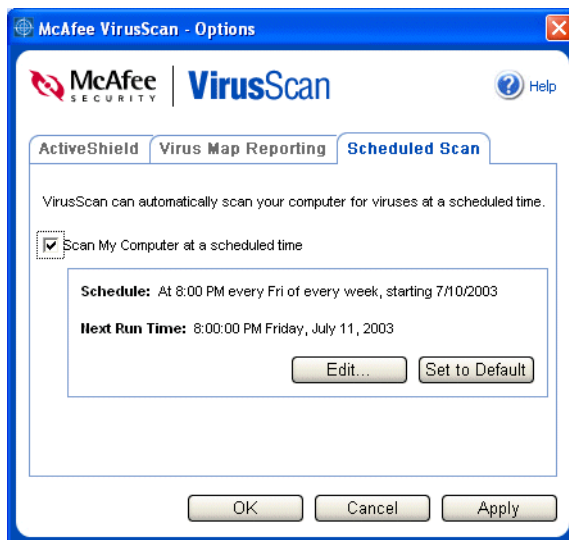 McAfee VirusScan - Options
McAfee SECURITY VirusScan
Help
ActiveShield Virus Map Reporting Scheduled Scan
VirusScan can automatically scan your computer for viruses at a scheduled time.
Scan My Computer at a scheduled time
Schedule: At 8:00 PM every Fri of every week, starting 7/10/2003
Next Run Time: 8:00:00 PM Friday, July 11, 2003
Edit... Set to Default
OK Cancel Apply